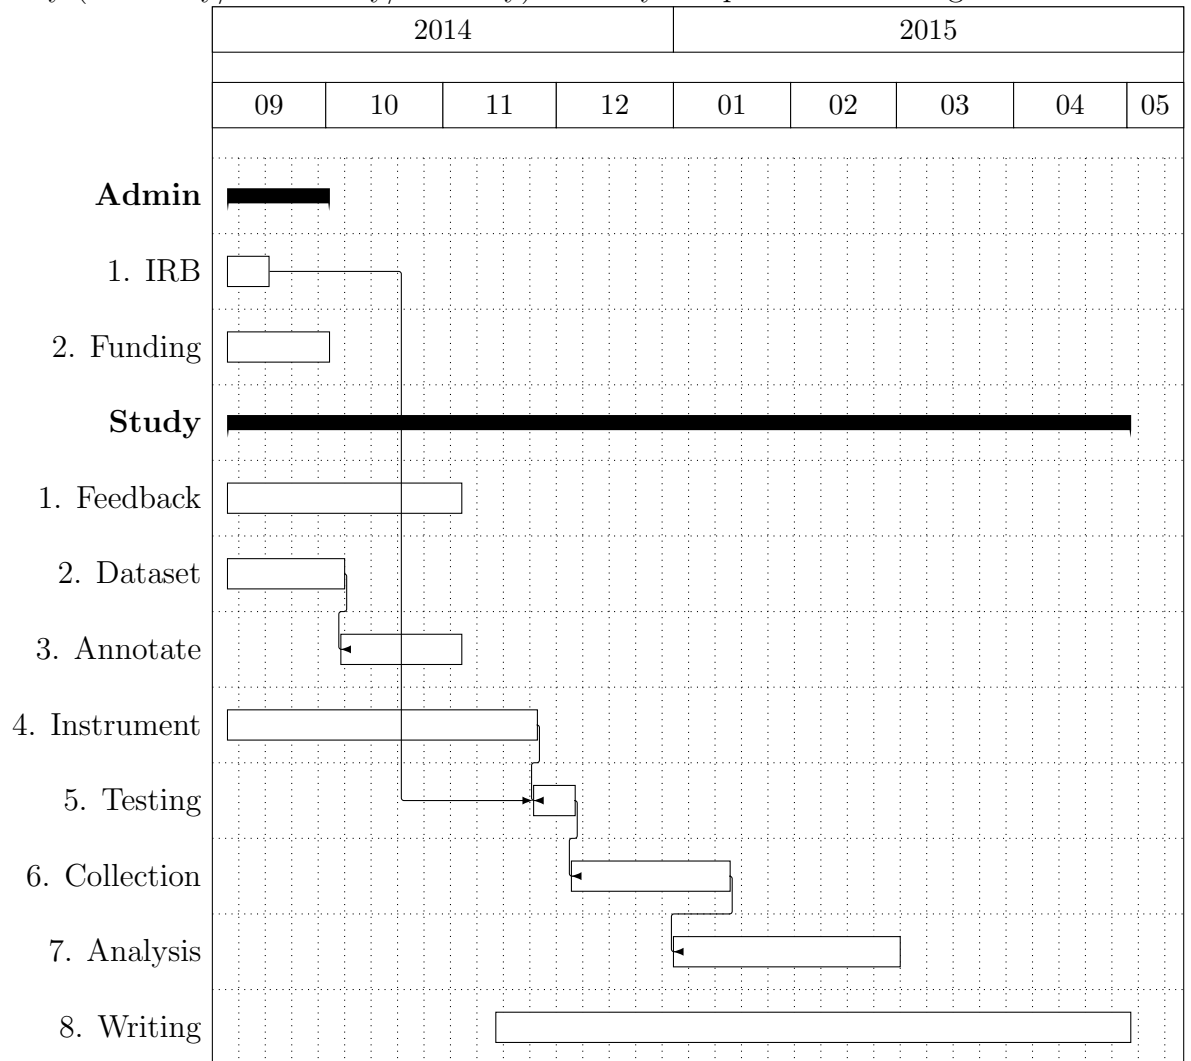 2014 2015
09 10 11 12 01 02 03 04 05
Admin
1. IRB
2. Funding
Study
1. Feedback
2. Dataset
3. Annotate
4. Instrument
5. Testing
6. Collection
7. Analysis
8. Writing